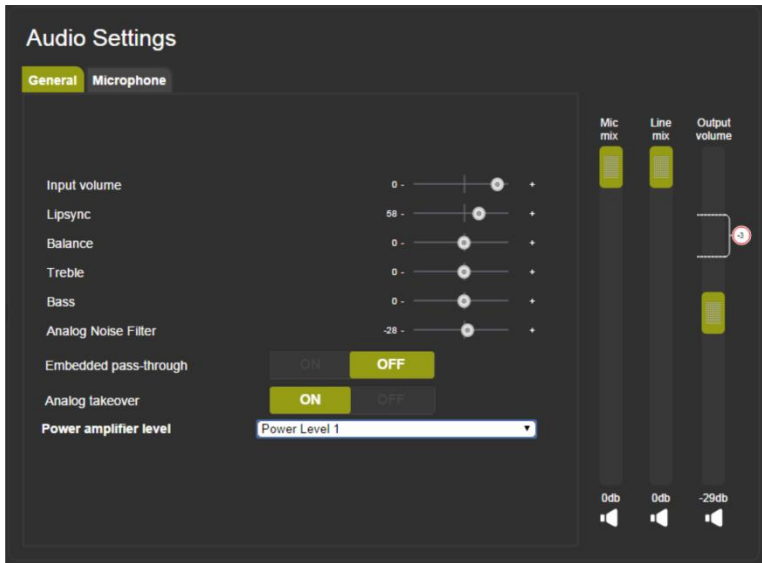 Audio Settings
General Microphone
Mic mix
Line mix
Output volume
Input volume 0 - +
Lipsync 58 - +
Balance 0 - +
-3
Treble 0 - +
Bass 0 - +
Analog Noise Filter -28 - +
Embedded pass-through ON OFF
Analog takeover ON OFF
Power amplifier level Power Level 1
0db 0db -29db